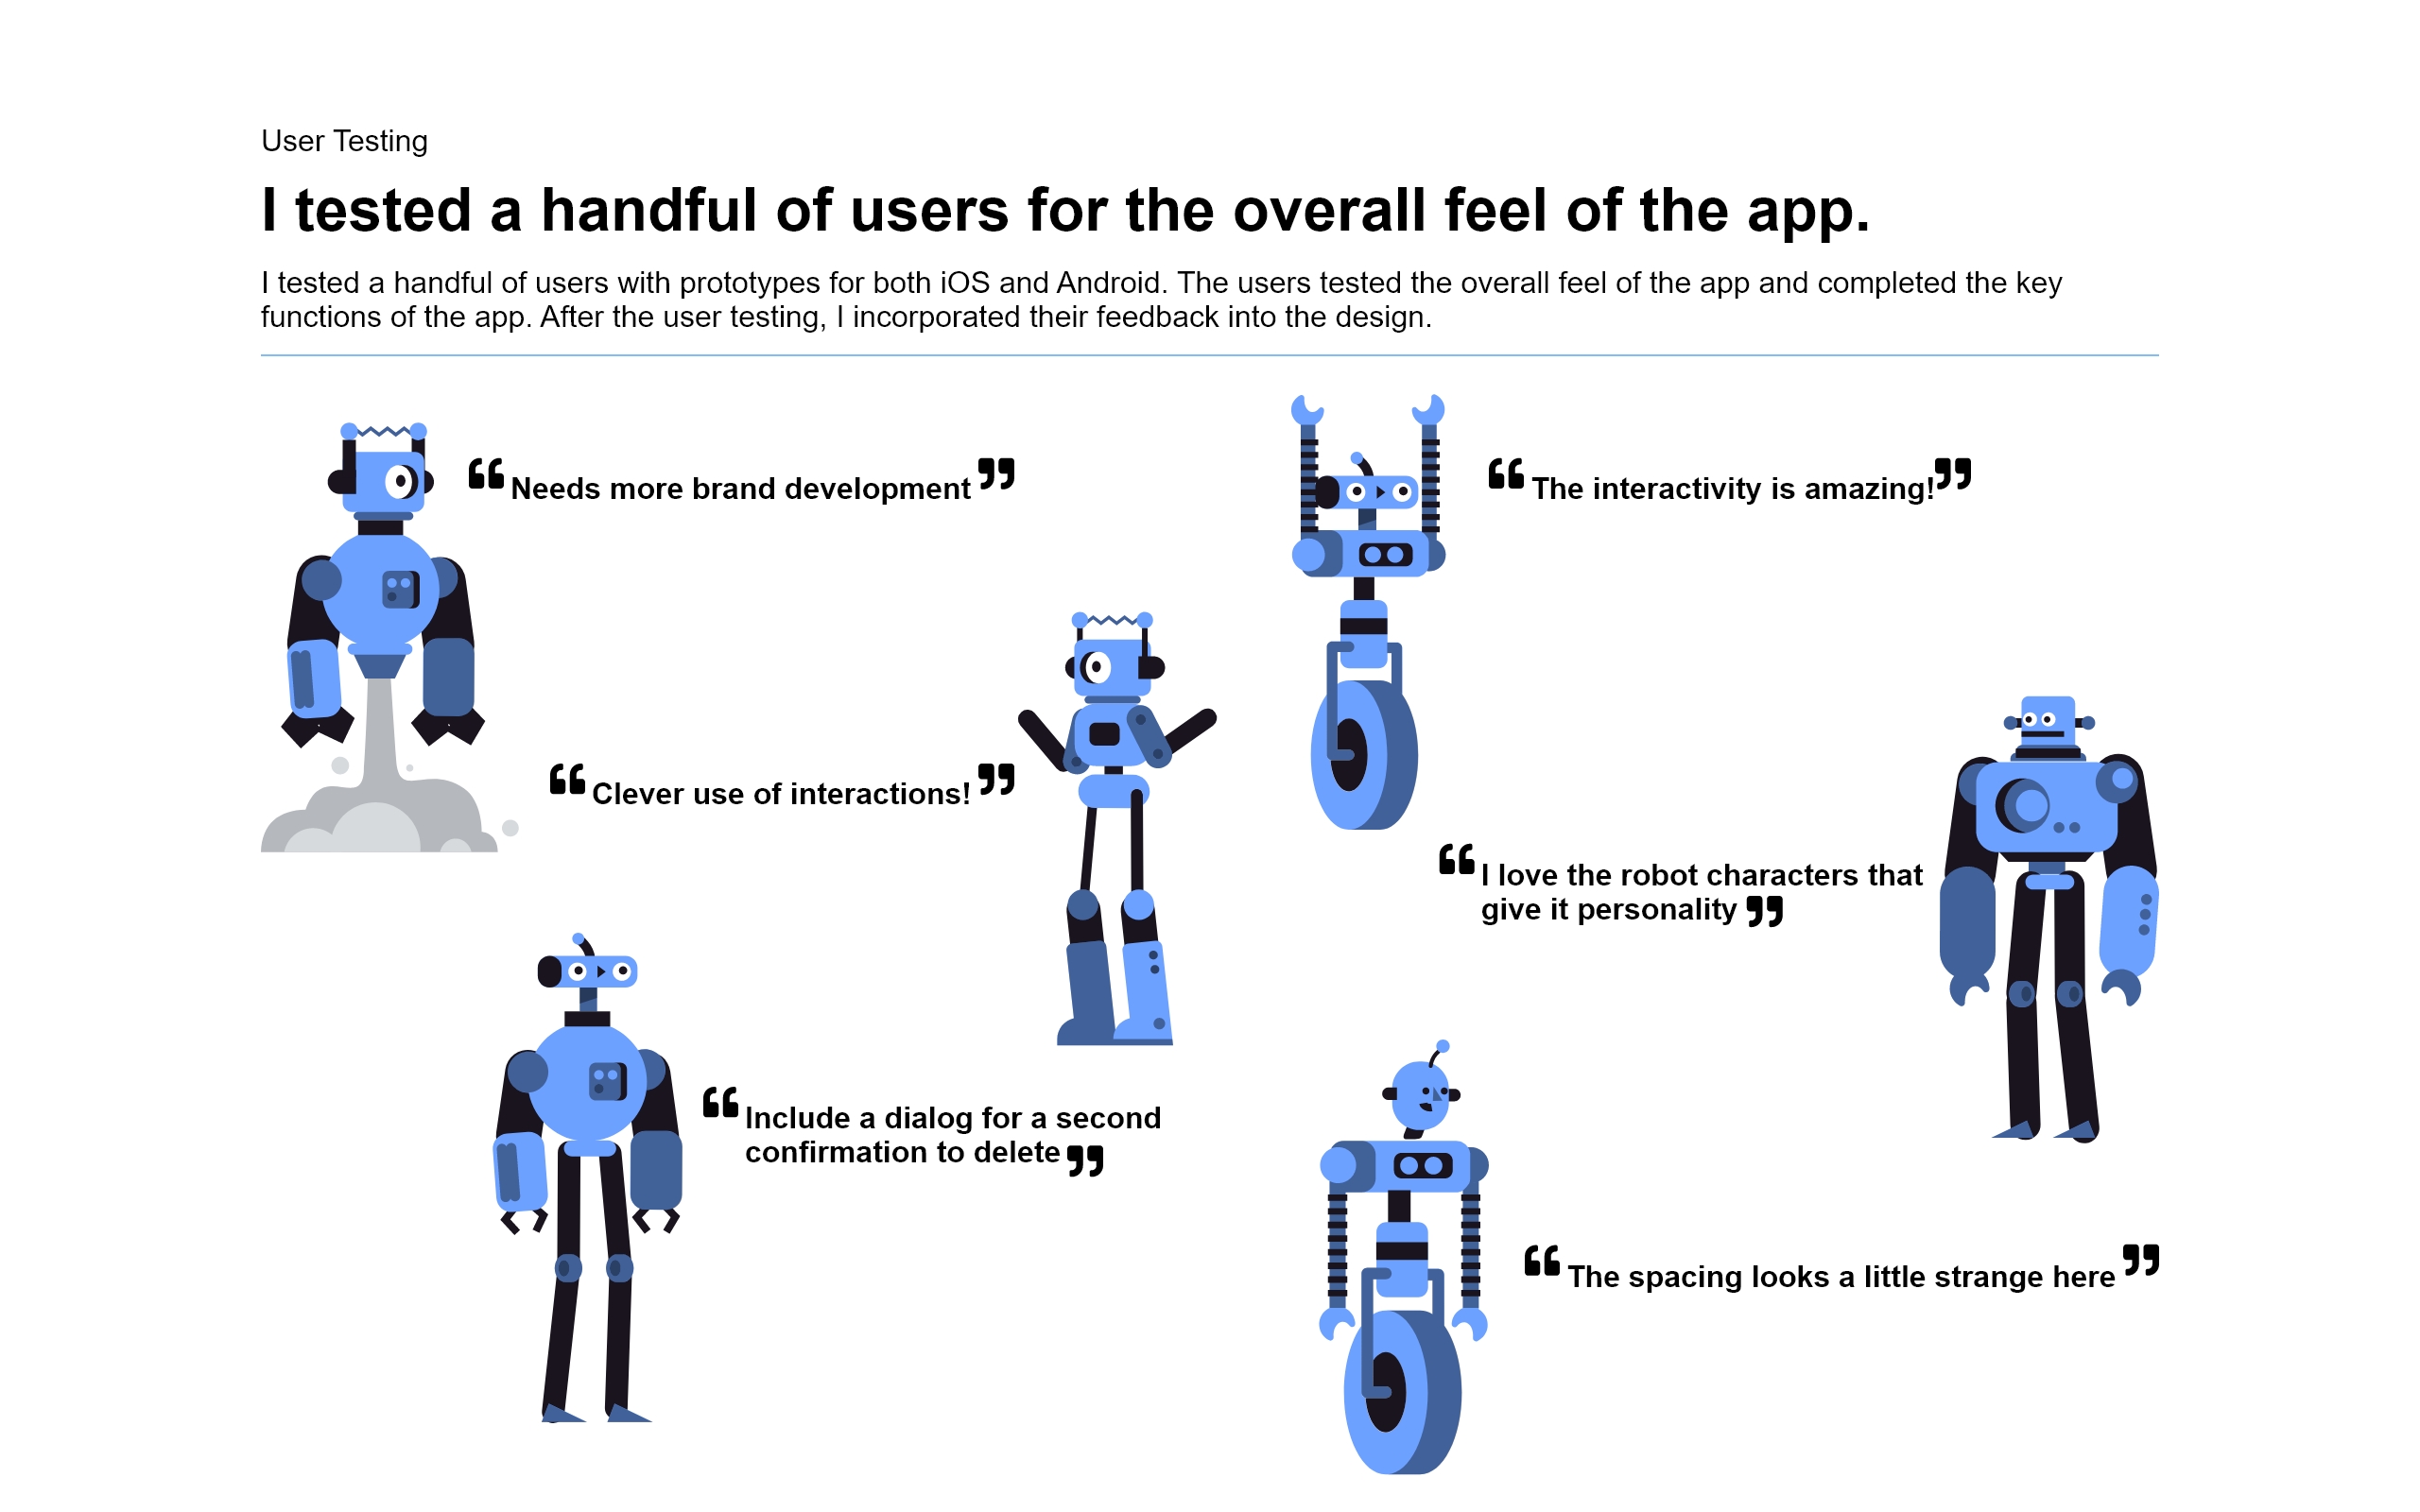 User Testing
I tested a handful of users for the overall feel of the app.
I tested a handful of users with prototypes for both iOS and Android. The users tested the overall feel of the app and completed the key
functions of the app. After the user testing, I incorporated their feedback into the design.
“Needs more brand development”
“The interactivity is amazing!”
“Clever use of interactions!”
“I love the robot characters that
give it personality”
“Include a dialog for a second
confirmation to delete”
“The spacing looks a little strange here”